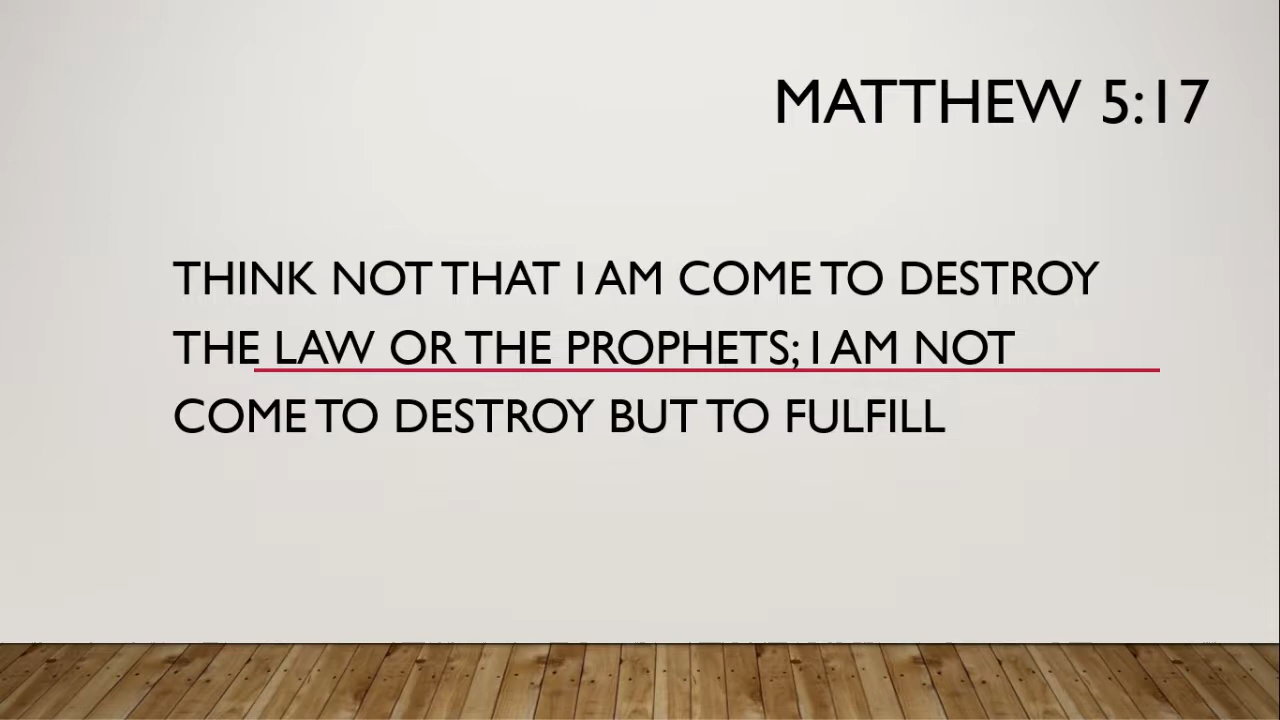 MATTHEW 5:17
THINK NOT THAT I AM COME TO DESTROY
THE LAW OR THE PROPHETS; I AM NOT
COME TO DESTROY BUT TO FULFILL